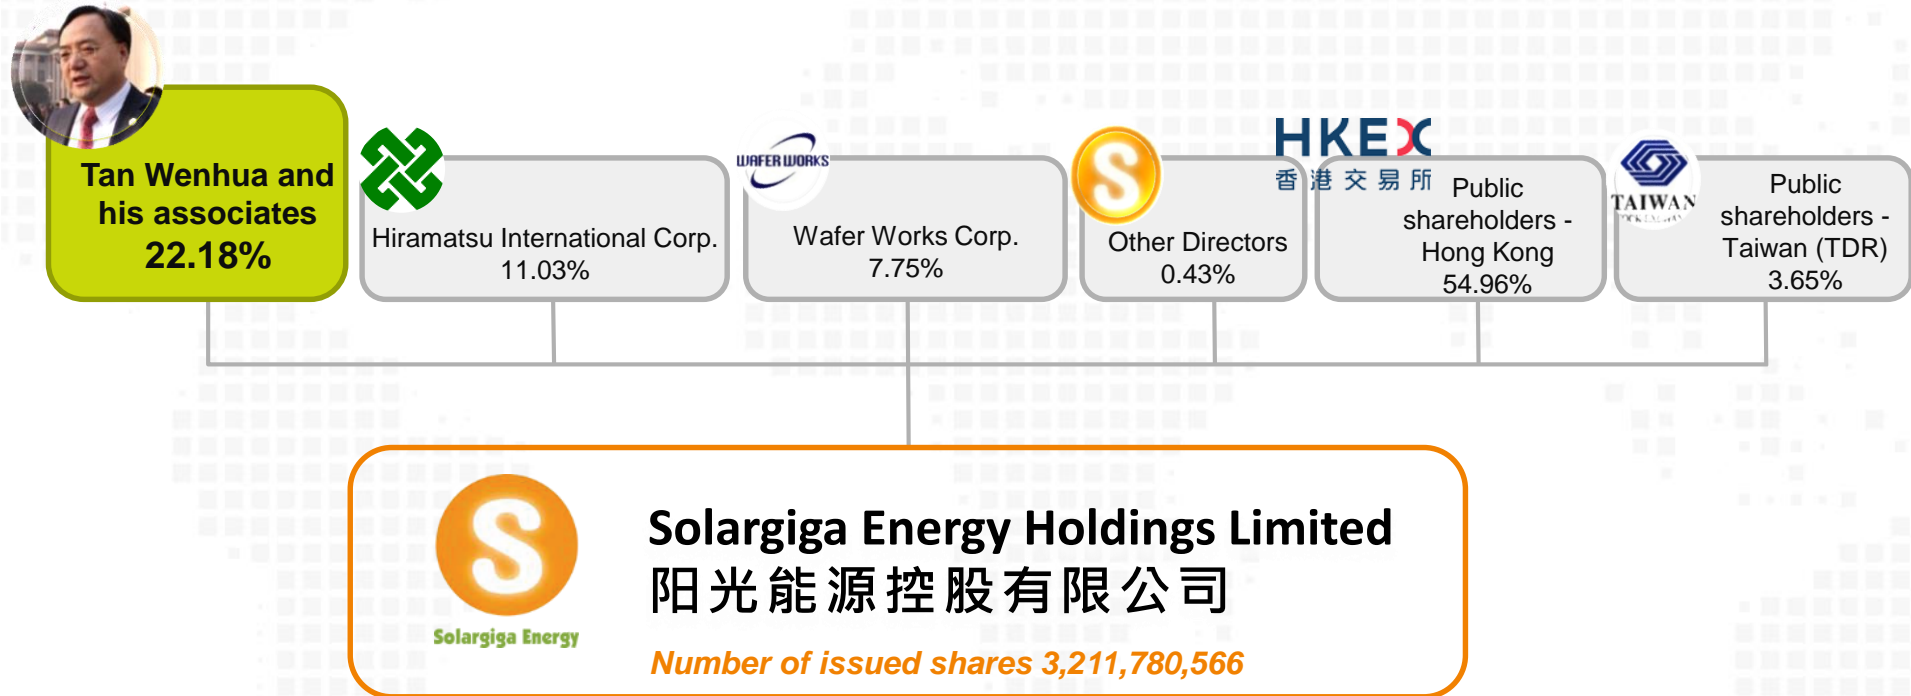 Tan Wenhua and
his associates
22.18%
Hiramatsu International Corp.
11.03%
WAFER WORKS
Wafer Works Corp.
7.75%
S
Other Directors
0.43%
HKEX
香港交易所
Public
shareholders -
Hong Kong
54.96%
TAIWAN
Public
shareholders -
Taiwan (TDR)
3.65%
S
Solargiga Energy
Solargiga Energy Holdings Limited
阳光能源控股有限公司
Number of issued shares 3,211,780,566